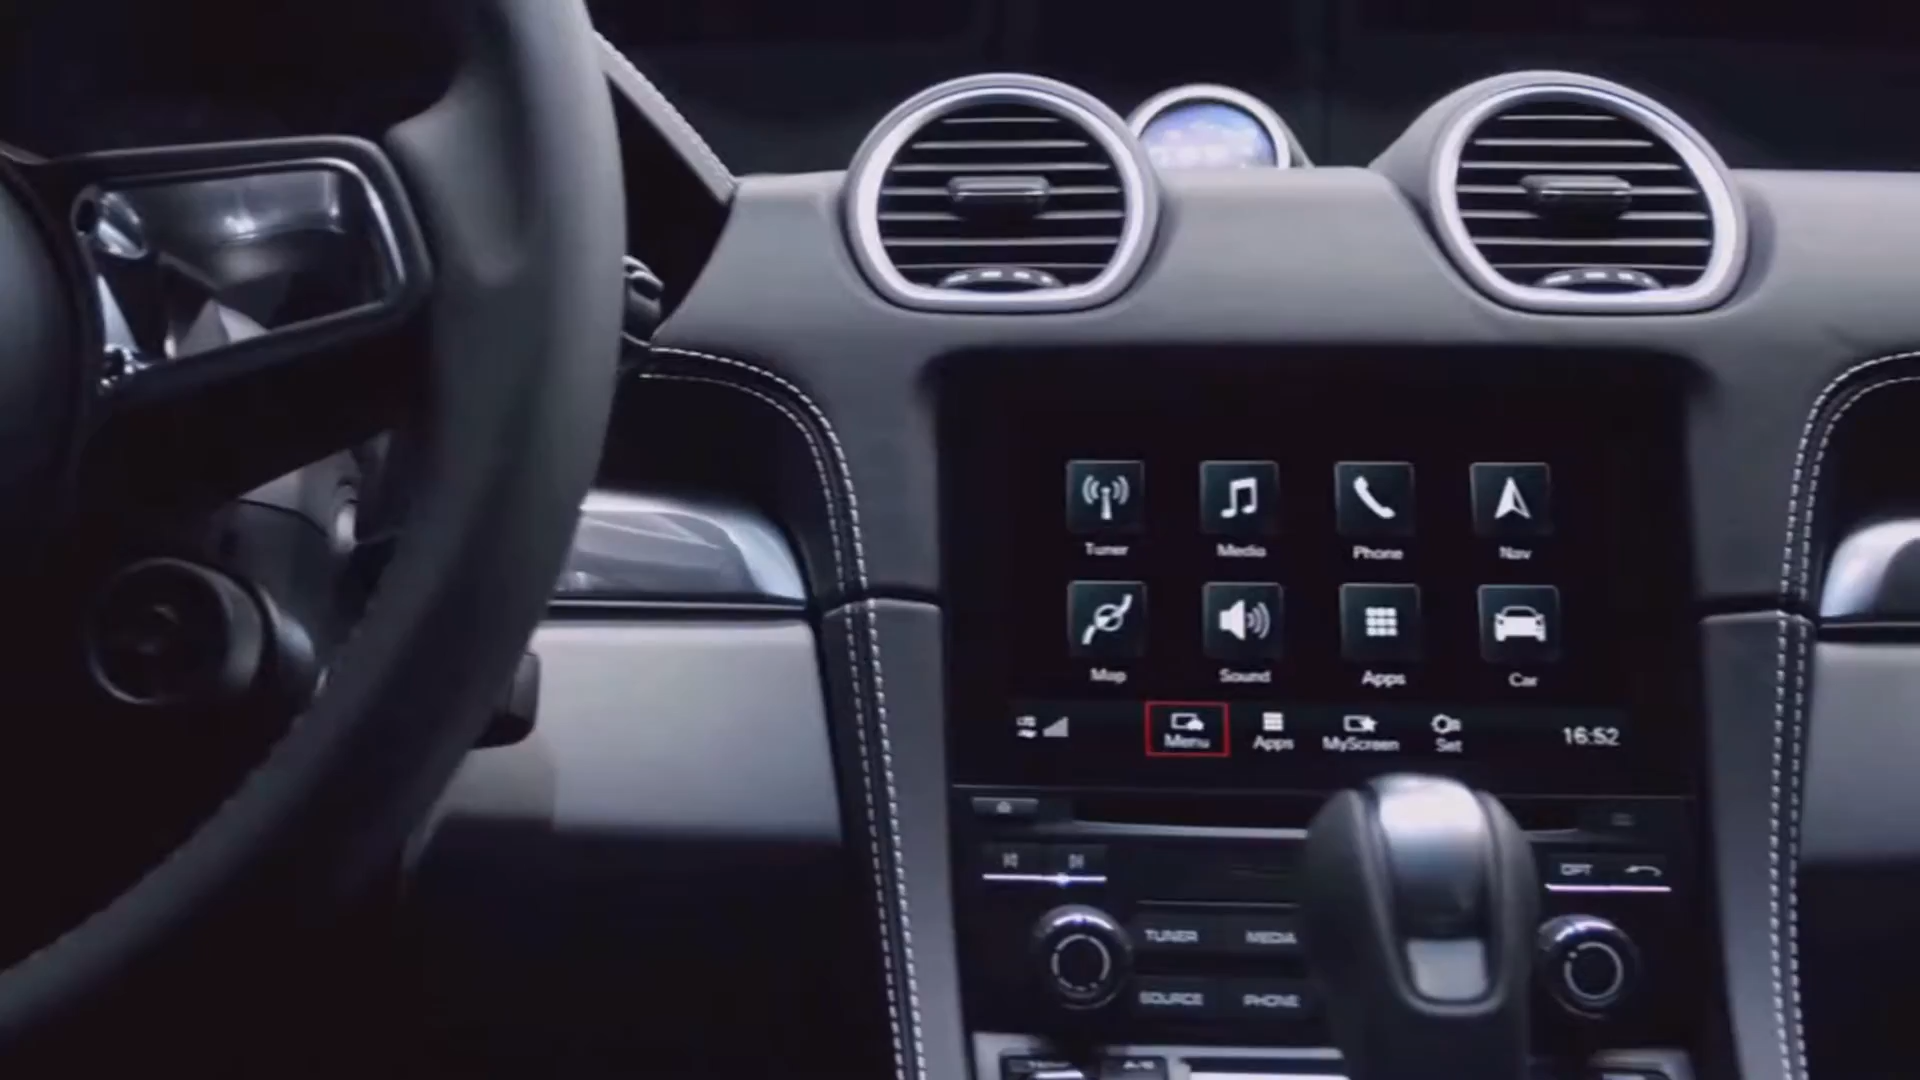 Tuner Media Phone Nav
Map Sound Apps Car
Menu Apps MyScreen Set 16:52
OPT
TUNER MEDIA
SOURCE PHONE